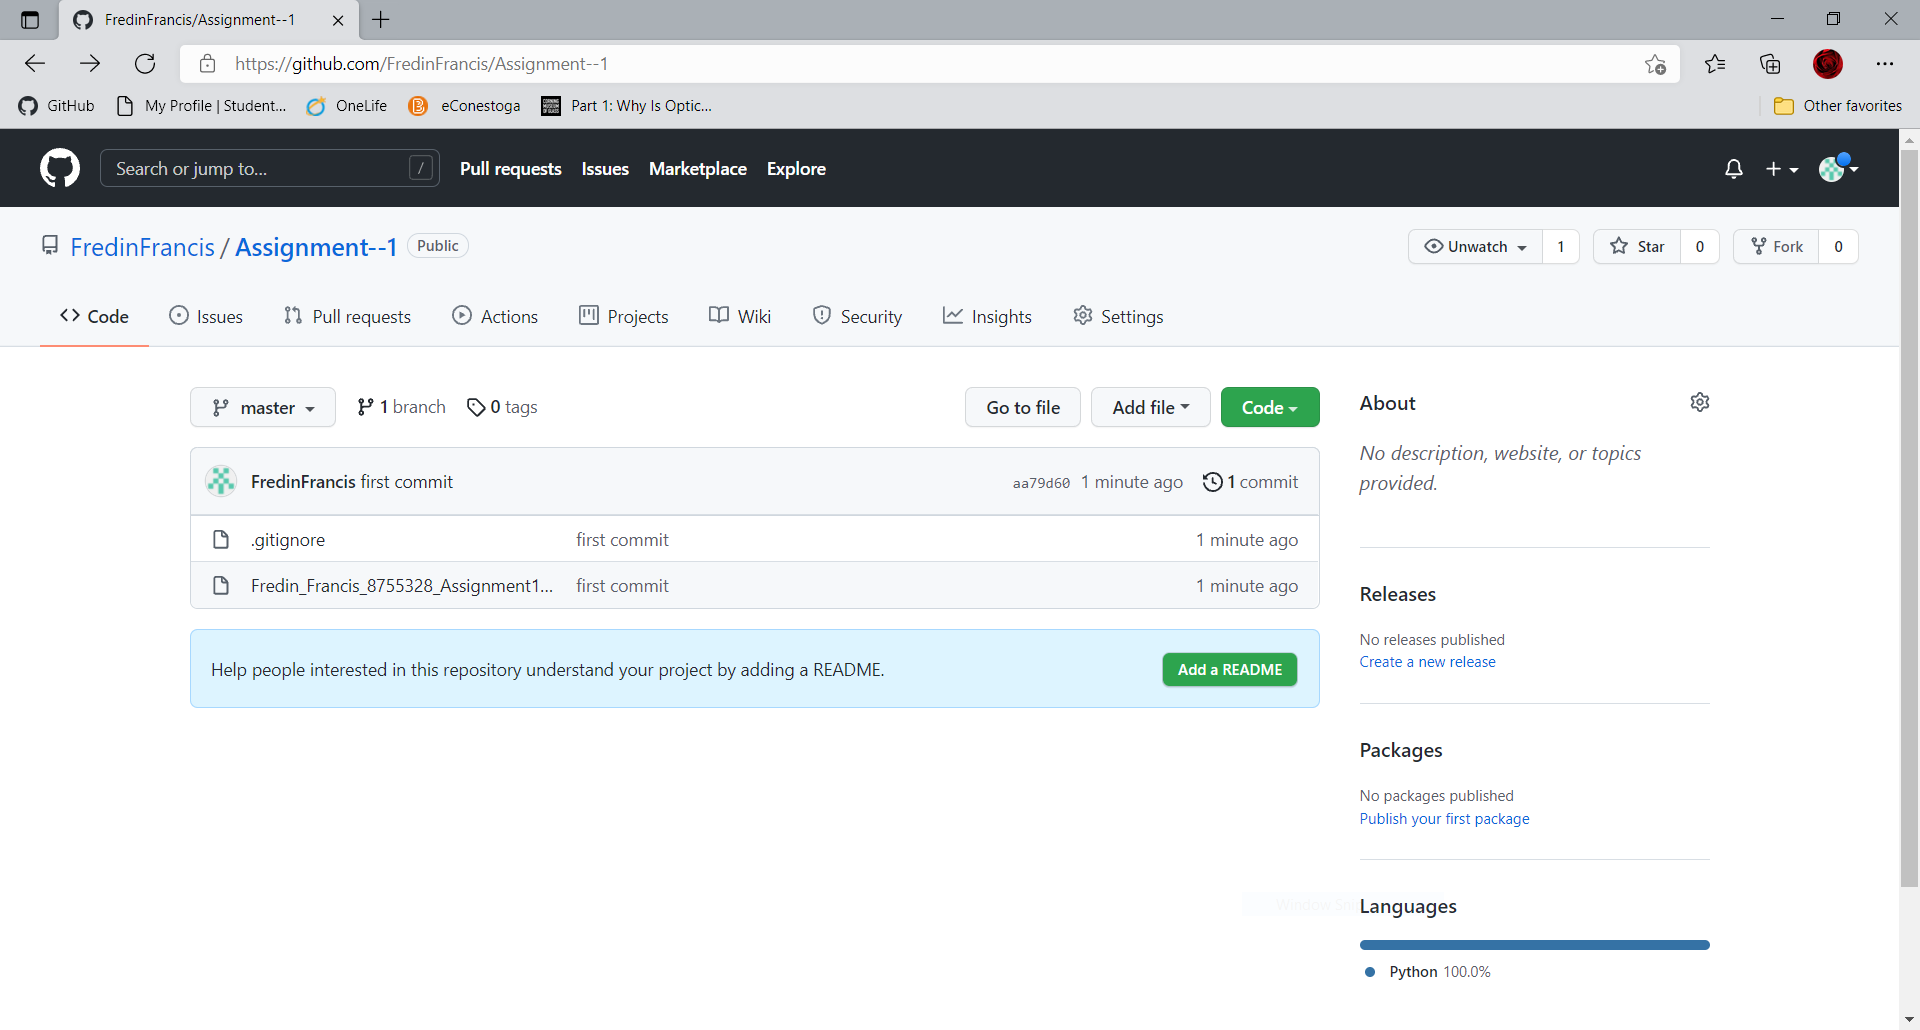 FredinFrancis/Assignment--1
https://github.com/FredinFrancis/Assignment--1
GitHub My Profile | Student... OneLife eConestoga Part 1: Why Is Optic... Other favorites
Search or jump to... / Pull requests Issues Marketplace Explore
FredinFrancis / Assignment--1 Public Unwatch 1 Star 0 Fork 0
Code Issues Pull requests Actions Projects Wiki Security Insights Settings
master 1 branch 0 tags Go to file Add file Code
FredinFrancis first commit aa79d60 1 minute ago 1 commit
.gitignore first commit 1 minute ago
Fredin_Francis_8755328_Assignment1... first commit 1 minute ago
Help people interested in this repository understand your project by adding a README. Add a README
About
No description, website, or topics
provided.
Releases
No releases published
Create a new release
Packages
No packages published
Publish your first package
Window
Languages
Python 100.0%